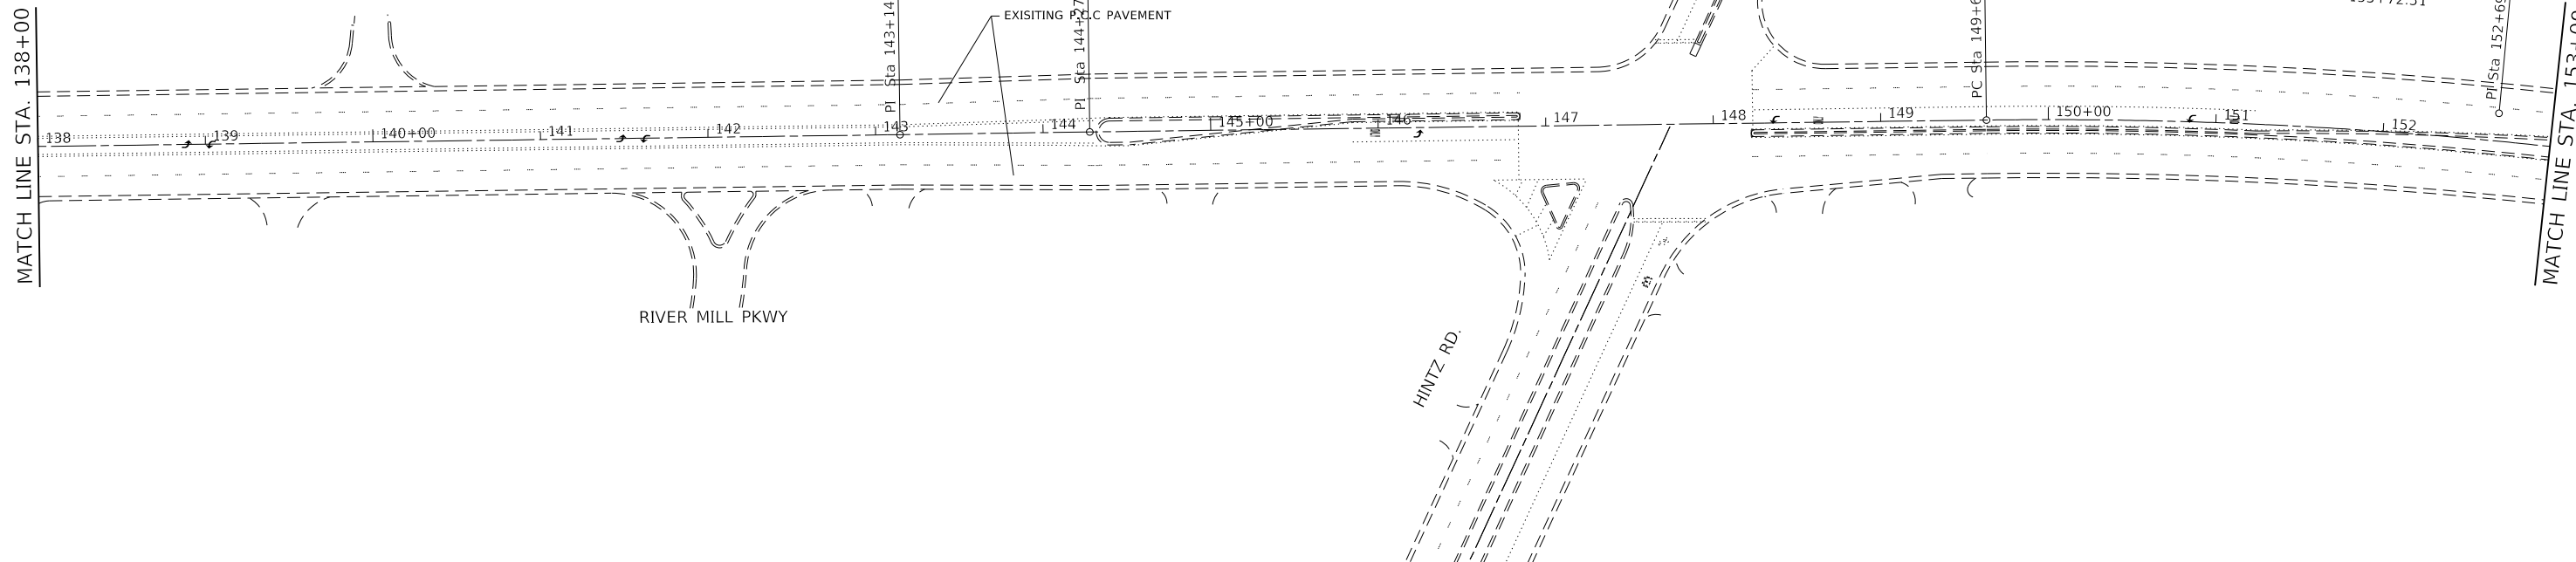 MATCH LINE STA. 138+00
EXISITING P.C.C PAVEMENT
PI Sta 143+14
PI Sta 144+27
PC Sta 149+6
PI Sta 152+69
MATCH LINE STA. 153+00
138
139
140+00
141
142
143
144
145+00
146
147
148
149
150+00
151
152
RIVER MILL PKWY
HINTZ RD.